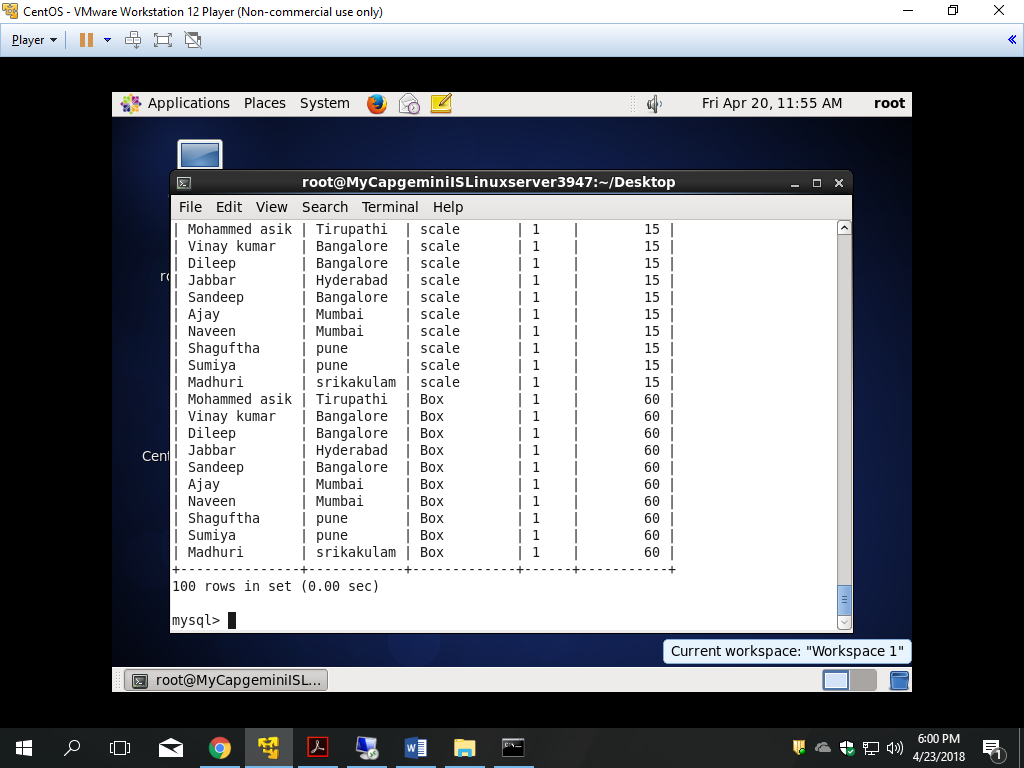 CentOS - VMware Workstation 12 Player (Non-commercial use only)
Player
Applications Places System Fri Apr 20, 11:55 AM root
root@MyCapgeminiISLinuxserver3947:~/Desktop
File Edit View Search Terminal Help
| Mohammed asik | Tirupathi | scale | 1 | 15 |
| Vinay kumar | Bangalore | scale | 1 | 15 |
| Dileep | Bangalore | scale | 1 | 15 |
| Jabbar | Hyderabad | scale | 1 | 15 |
| Sandeep | Bangalore | scale | 1 | 15 |
| Ajay | Mumbai | scale | 1 | 15 |
| Naveen | Mumbai | scale | 1 | 15 |
| Shaguftha | pune | scale | 1 | 15 |
| Sumiya | pune | scale | 1 | 15 |
| Madhuri | srikakulam | scale | 1 | 15 |
| Mohammed asik | Tirupathi | Box | 1 | 60 |
| Vinay kumar | Bangalore | Box | 1 | 60 |
| Dileep | Bangalore | Box | 1 | 60 |
| Jabbar | Hyderabad | Box | 1 | 60 |
| Sandeep | Bangalore | Box | 1 | 60 |
| Ajay | Mumbai | Box | 1 | 60 |
| Naveen | Mumbai | Box | 1 | 60 |
| Shaguftha | pune | Box | 1 | 60 |
| Sumiya | pune | Box | 1 | 60 |
| Madhuri | srikakulam | Box | 1 | 60 |
+---------------+------------+-------------+------+-----------+
100 rows in set (0.00 sec)
mysql>
Cent
Current workspace: "Workspace 1"
root@MyCapgeminiISL...
6:00 PM
4/23/2018
1